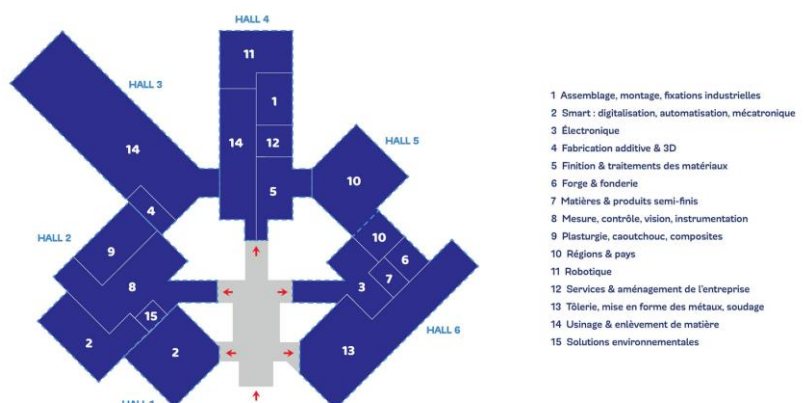 HALL 4
11
HALL 3
1
14
14
12
HALL 5
10
5
4
HALL 2
9
10
6
7
8
3
15
HALL 6
2
2
13
HALL 1
1 Assemblage, montage, fixations industrielles
2 Smart : digitalisation, automatisation, mécatronique
3 Électronique
4 Fabrication additive & 3D
5 Finition & traitements des matériaux
6 Forge & fonderie
7 Matières & produits semi-finis
8 Mesure, contrôle, vision, instrumentation
9 Plasturgie, caoutchouc, composites
10 Régions & pays
11 Robotique
12 Services & aménagement de l'entreprise
13 Tôlerie, mise en forme des métaux, soudage
14 Usinage & enlèvement de matière
15 Solutions environnementales